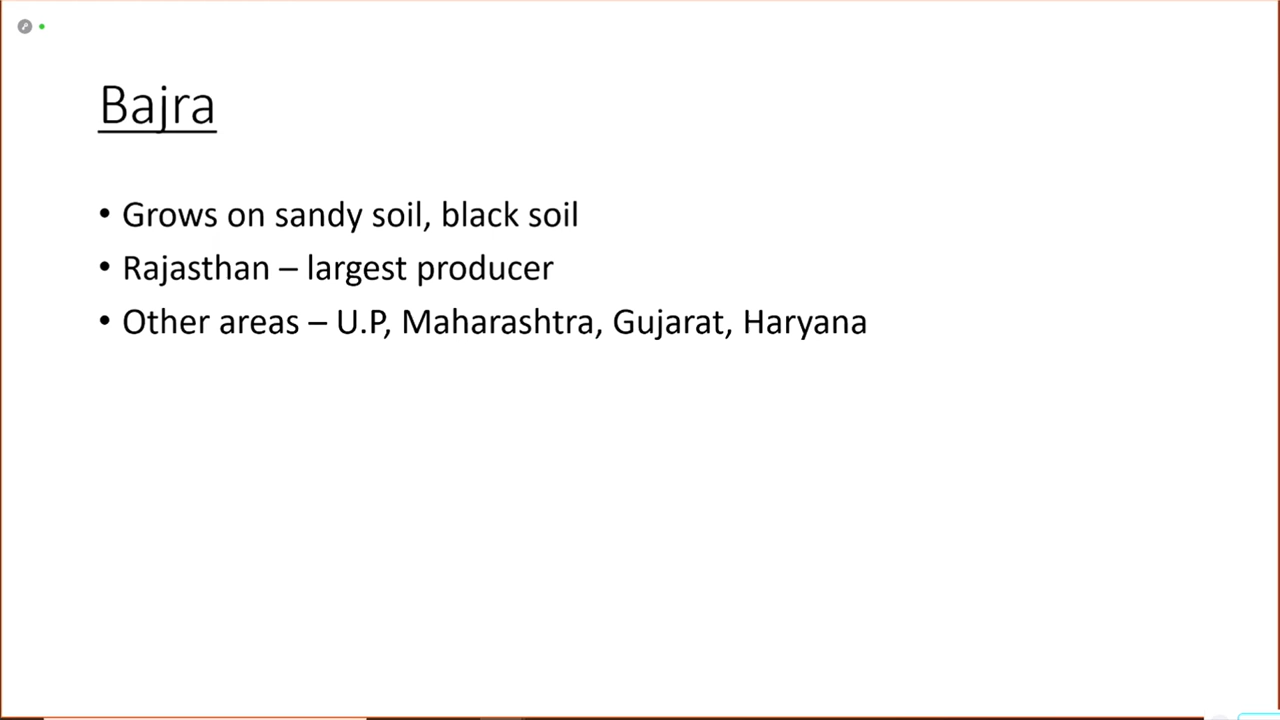 Bajra
• Grows on sandy soil, black soil
• Rajasthan – largest producer
• Other areas – U.P, Maharashtra, Gujarat, Haryana